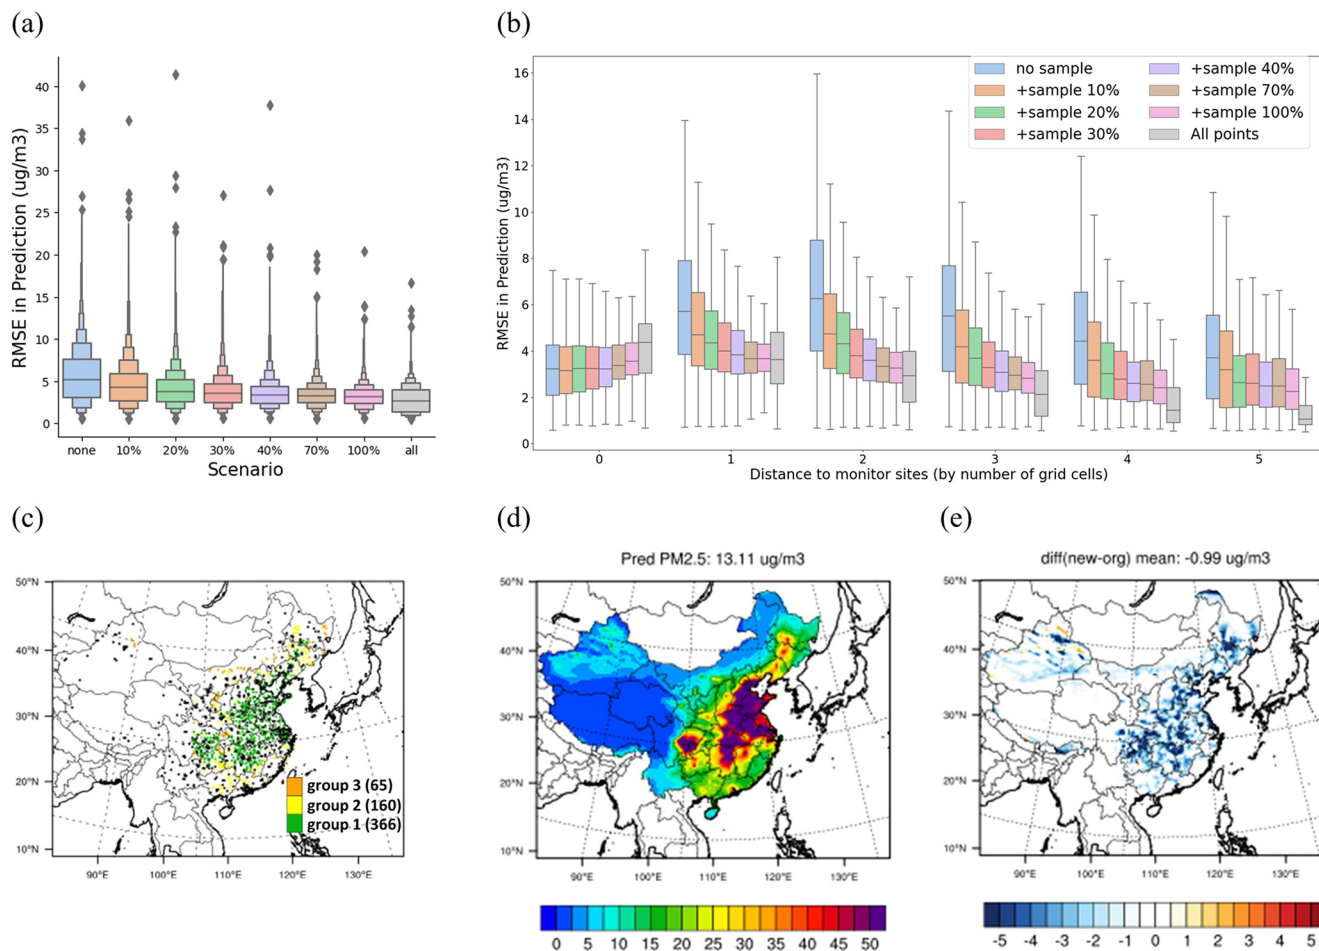 (a)
RMSE in Prediction (ug/m3)
40
35
30
25
20
15
10
5
0
none 10% 20% 30% 40% 70% 100% all
Scenario
(b)
RMSE in Prediction (ug/m3)
16
14
12
10
8
6
4
2
0
no sample
+sample 10%
+sample 20%
+sample 30%
+sample 40%
+sample 70%
+sample 100%
All points
0 1 2 3 4 5
Distance to monitor sites (by number of grid cells)
(c)
50°N
40°N
30°N
20°N
10°N
group 3 (65)
group 2 (160)
group 1 (366)
90°E 100°E 110°E 120°E 130°E
(d)
Pred PM2.5: 13.11 ug/m3
50°N
40°N
30°N
20°N
10°N
90°E 100°E 110°E 120°E 130°E
0 5 10 15 20 25 30 35 40 45 50
(e)
diff(new-org) mean: -0.99 ug/m3
50°N
40°N
30°N
20°N
10°N
90°E 100°E 110°E 120°E 130°E
-5 -4 -3 -2 -1 0 1 2 3 4 5